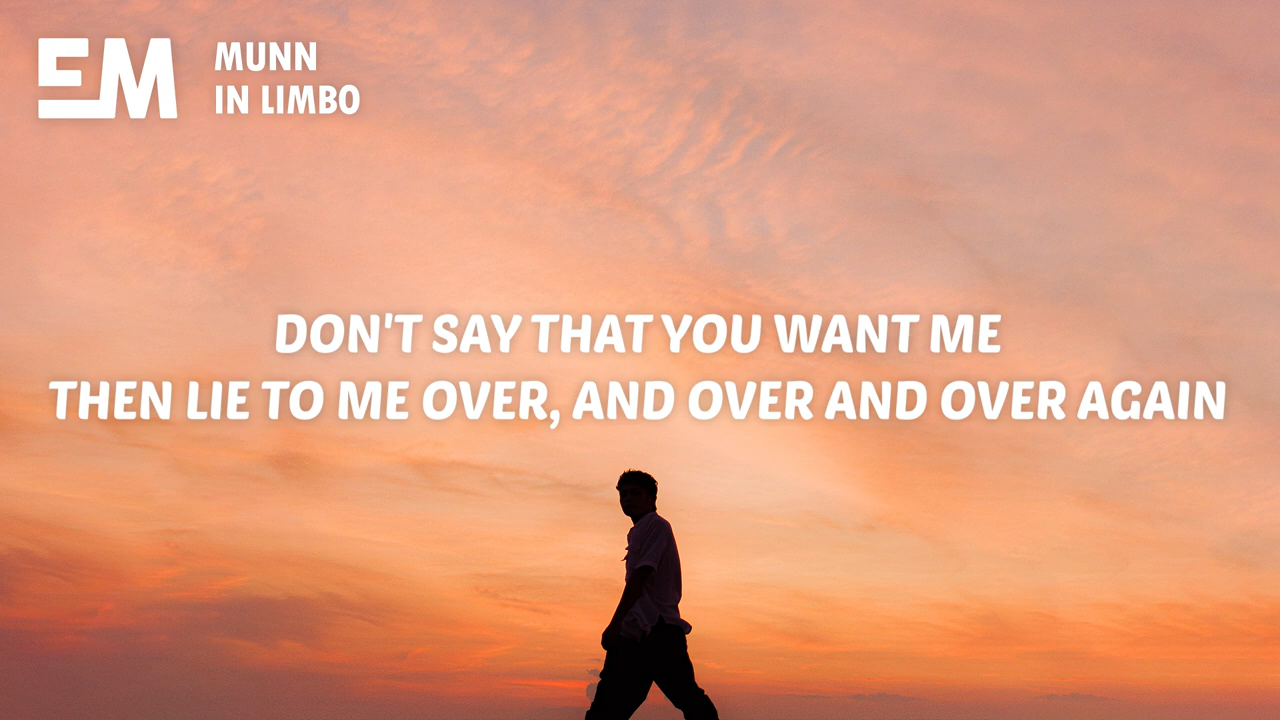 EM
MUNN
IN LIMBO
DON'T SAY THAT YOU WANT ME
THEN LIE TO ME OVER, AND OVER AND OVER AGAIN